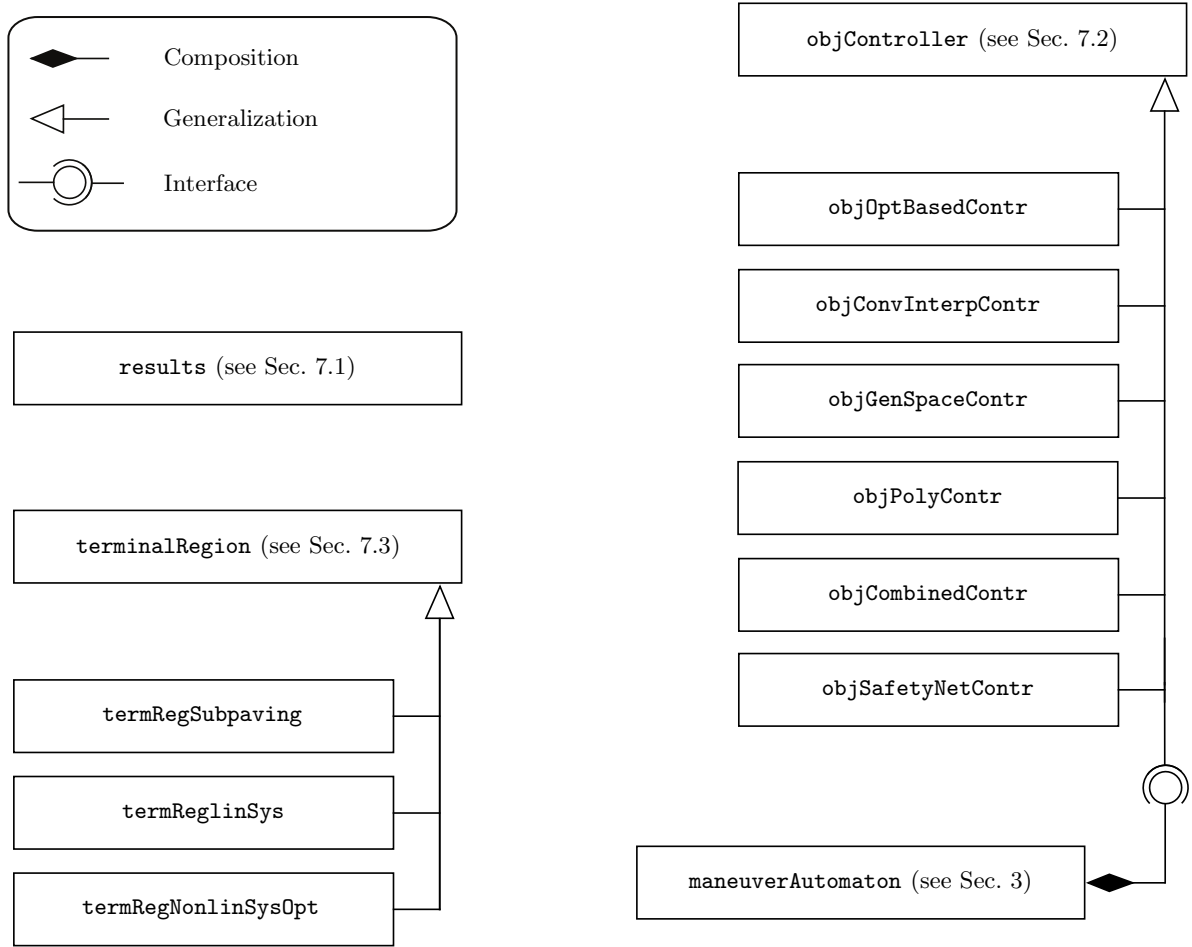 Composition
Generalization
Interface
results (see Sec. 7.1)
terminalRegion (see Sec. 7.3)
termRegSubpaving
termReglinSys
termRegNonlinSysOpt
objController (see Sec. 7.2)
objOptBasedContr
objConvInterpContr
objGenSpaceContr
objPolyContr
objCombinedContr
objSafetyNetContr
maneuverAutomaton (see Sec. 3)